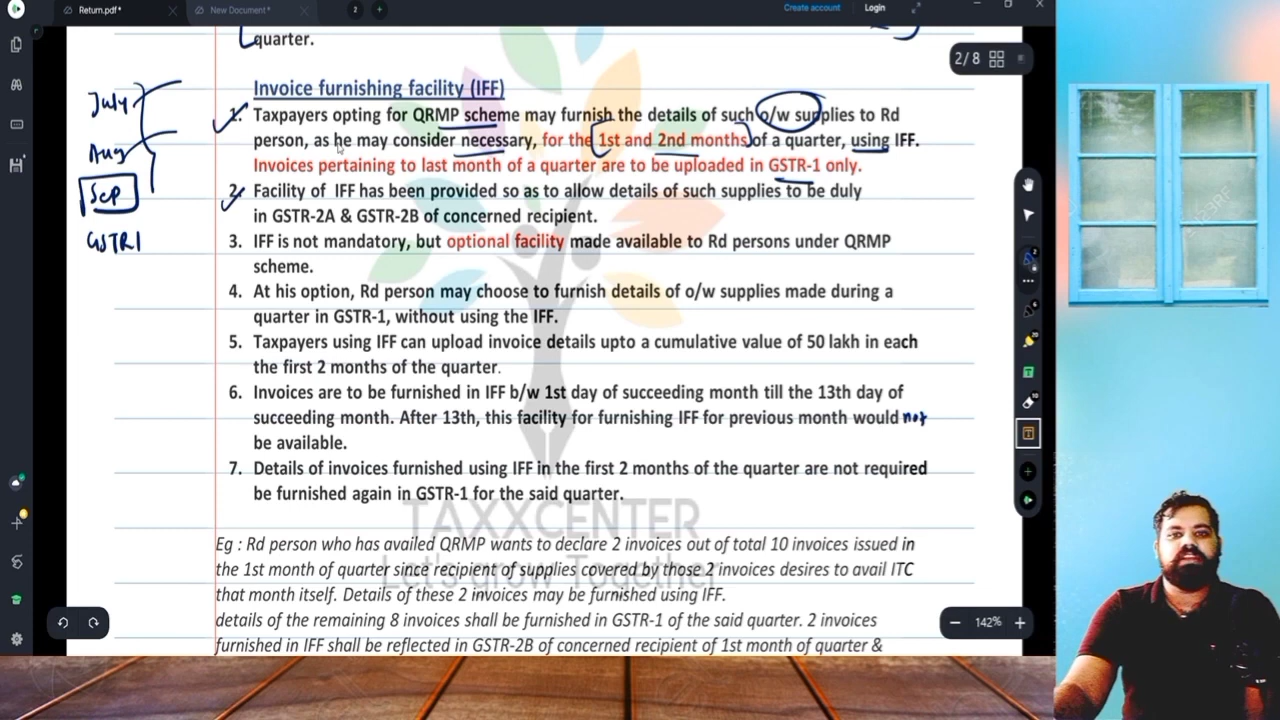 Return.pdf*
New Document*
2
Create account
Login
quarter.
2/8
Invoice furnishing facility (IFF)
July
Aug
Sep
GSTR1
1. Taxpayers opting for QRMP scheme may furnish the details of such o/w supplies to Rd
person, as he may consider necessary, for the 1st and 2nd months of a quarter, using IFF.
Invoices pertaining to last month of a quarter are to be uploaded in GSTR-1 only.
2. Facility of IFF has been provided so as to allow details of such supplies to be duly
in GSTR-2A & GSTR-2B of concerned recipient.
3. IFF is not mandatory, but optional facility made available to Rd persons under QRMP
scheme.
4. At his option, Rd person may choose to furnish details of o/w supplies made during a
quarter in GSTR-1, without using the IFF.
5. Taxpayers using IFF can upload invoice details upto a cumulative value of 50 lakh in each
the first 2 months of the quarter.
6. Invoices are to be furnished in IFF b/w 1st day of succeeding month till the 13th day of
succeeding month. After 13th, this facility for furnishing IFF for previous month would not
be available.
7. Details of invoices furnished using IFF in the first 2 months of the quarter are not required
be furnished again in GSTR-1 for the said quarter.
TAXXCENTER
Let's grow Together
Eg : Rd person who has availed QRMP wants to declare 2 invoices out of total 10 invoices issued in
the 1st month of quarter since recipient of supplies covered by those 2 invoices desires to avail ITC
that month itself. Details of these 2 invoices may be furnished using IFF.
details of the remaining 8 invoices shall be furnished in GSTR-1 of the said quarter. 2 invoices
furnished in IFF shall be reflected in GSTR-2B of concerned recipient of 1st month of quarter &
142%